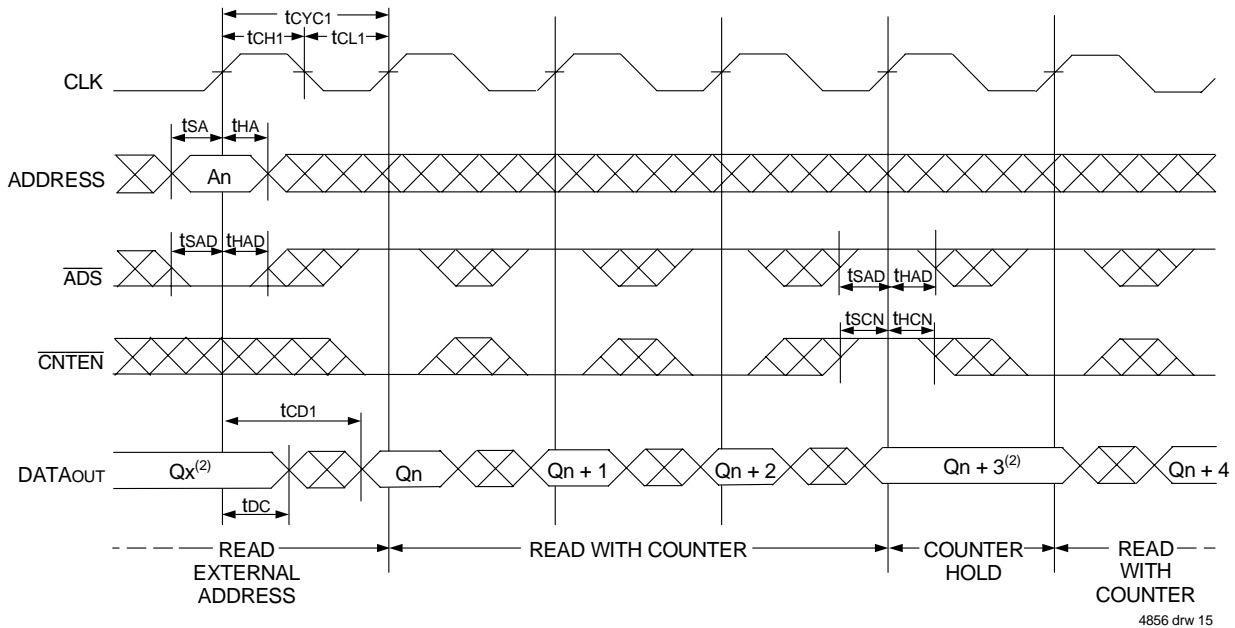 tCYC1
tCH1 tCL1
CLK
tSA tHA
ADDRESS An
tSAD tHAD
ADS
tSAD tHAD
tSCN tHCN
CNTEN
tCD1
DATAOUT Qx(2) Qn Qn + 1 Qn + 2 Qn + 3(2) Qn + 4
tDC
READ EXTERNAL ADDRESS
READ WITH COUNTER
COUNTER HOLD
READ WITH COUNTER
4856 drw 15